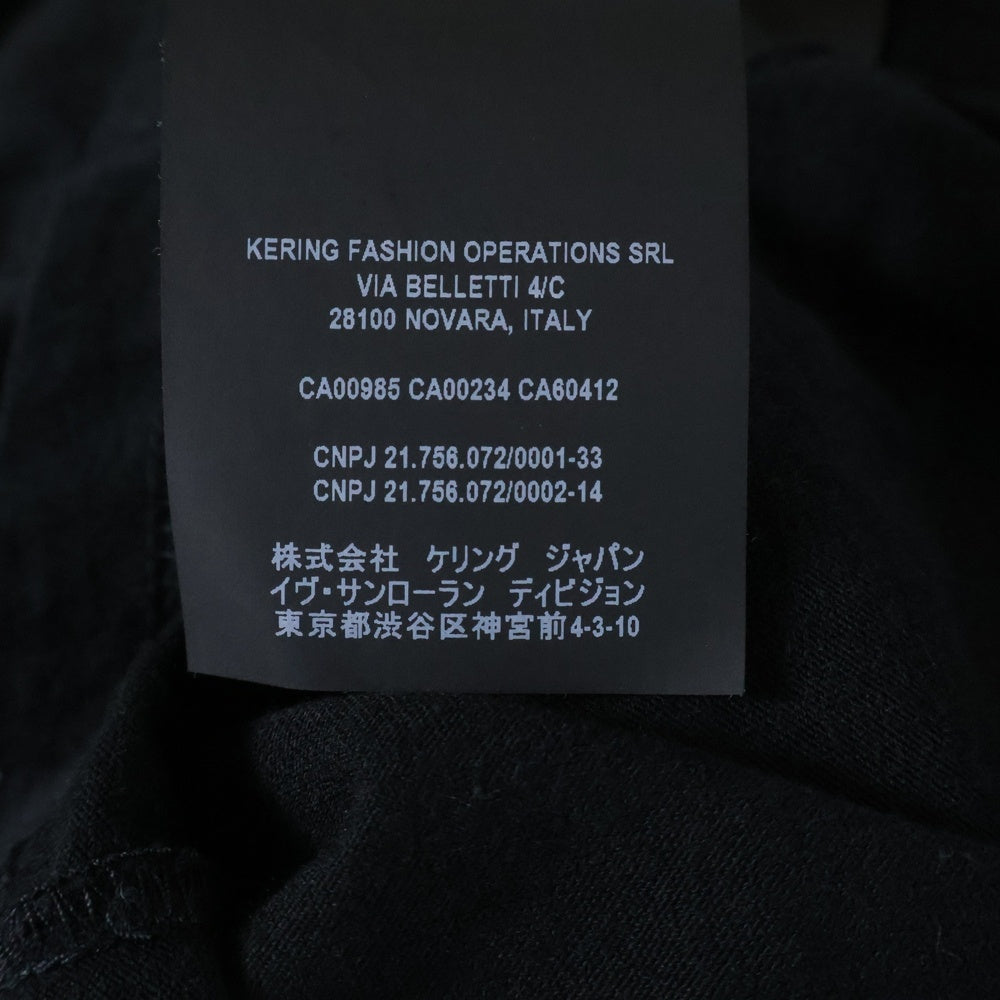 KERING FASHION OPERATIONS SRL
VIA BELLETTI 4/C
28100 NOVARA, ITALY
CA00985 CA00234 CA60412
CNPJ 21.756.072/0001-33
CNPJ 21.756.072/0002-14
株式会社 ケリング ジャパン
イヴ・サンローラン ディビジョン
東京都渋谷区神宮前4-3-10